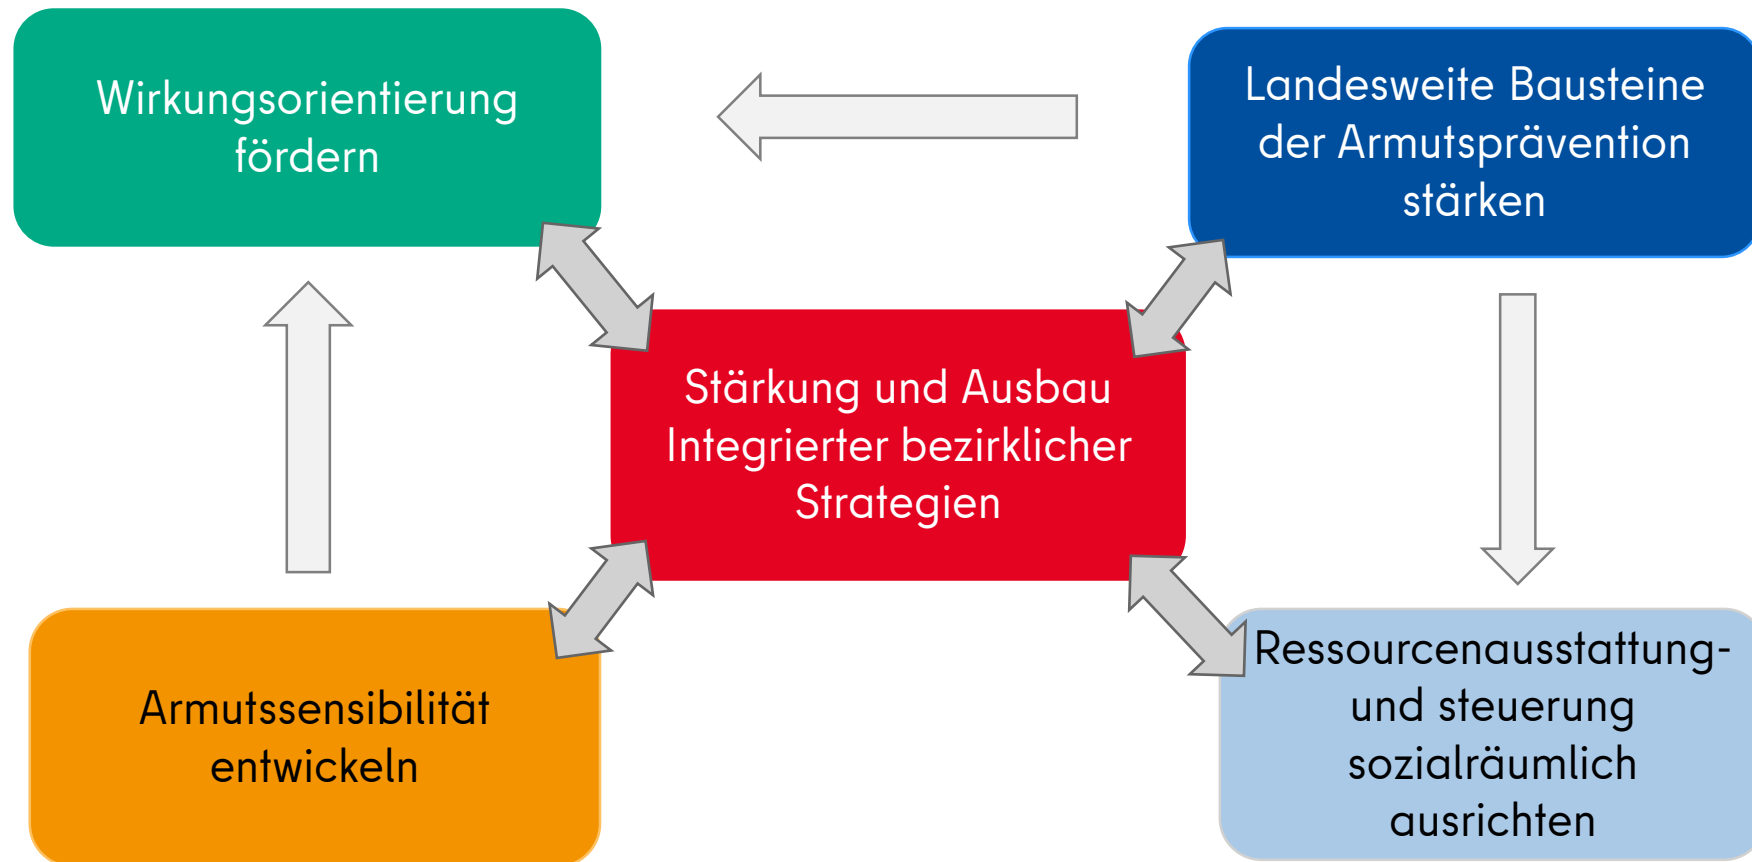 Wirkungsorientierung
fördern
Landesweite Bausteine
der Armutsprävention
stärken
Stärkung und Ausbau
Integrierter bezirklicher
Strategien
Armutssensibilität
entwickeln
Ressourcenausstattung-
und steuerung
sozialräumlich
ausrichten